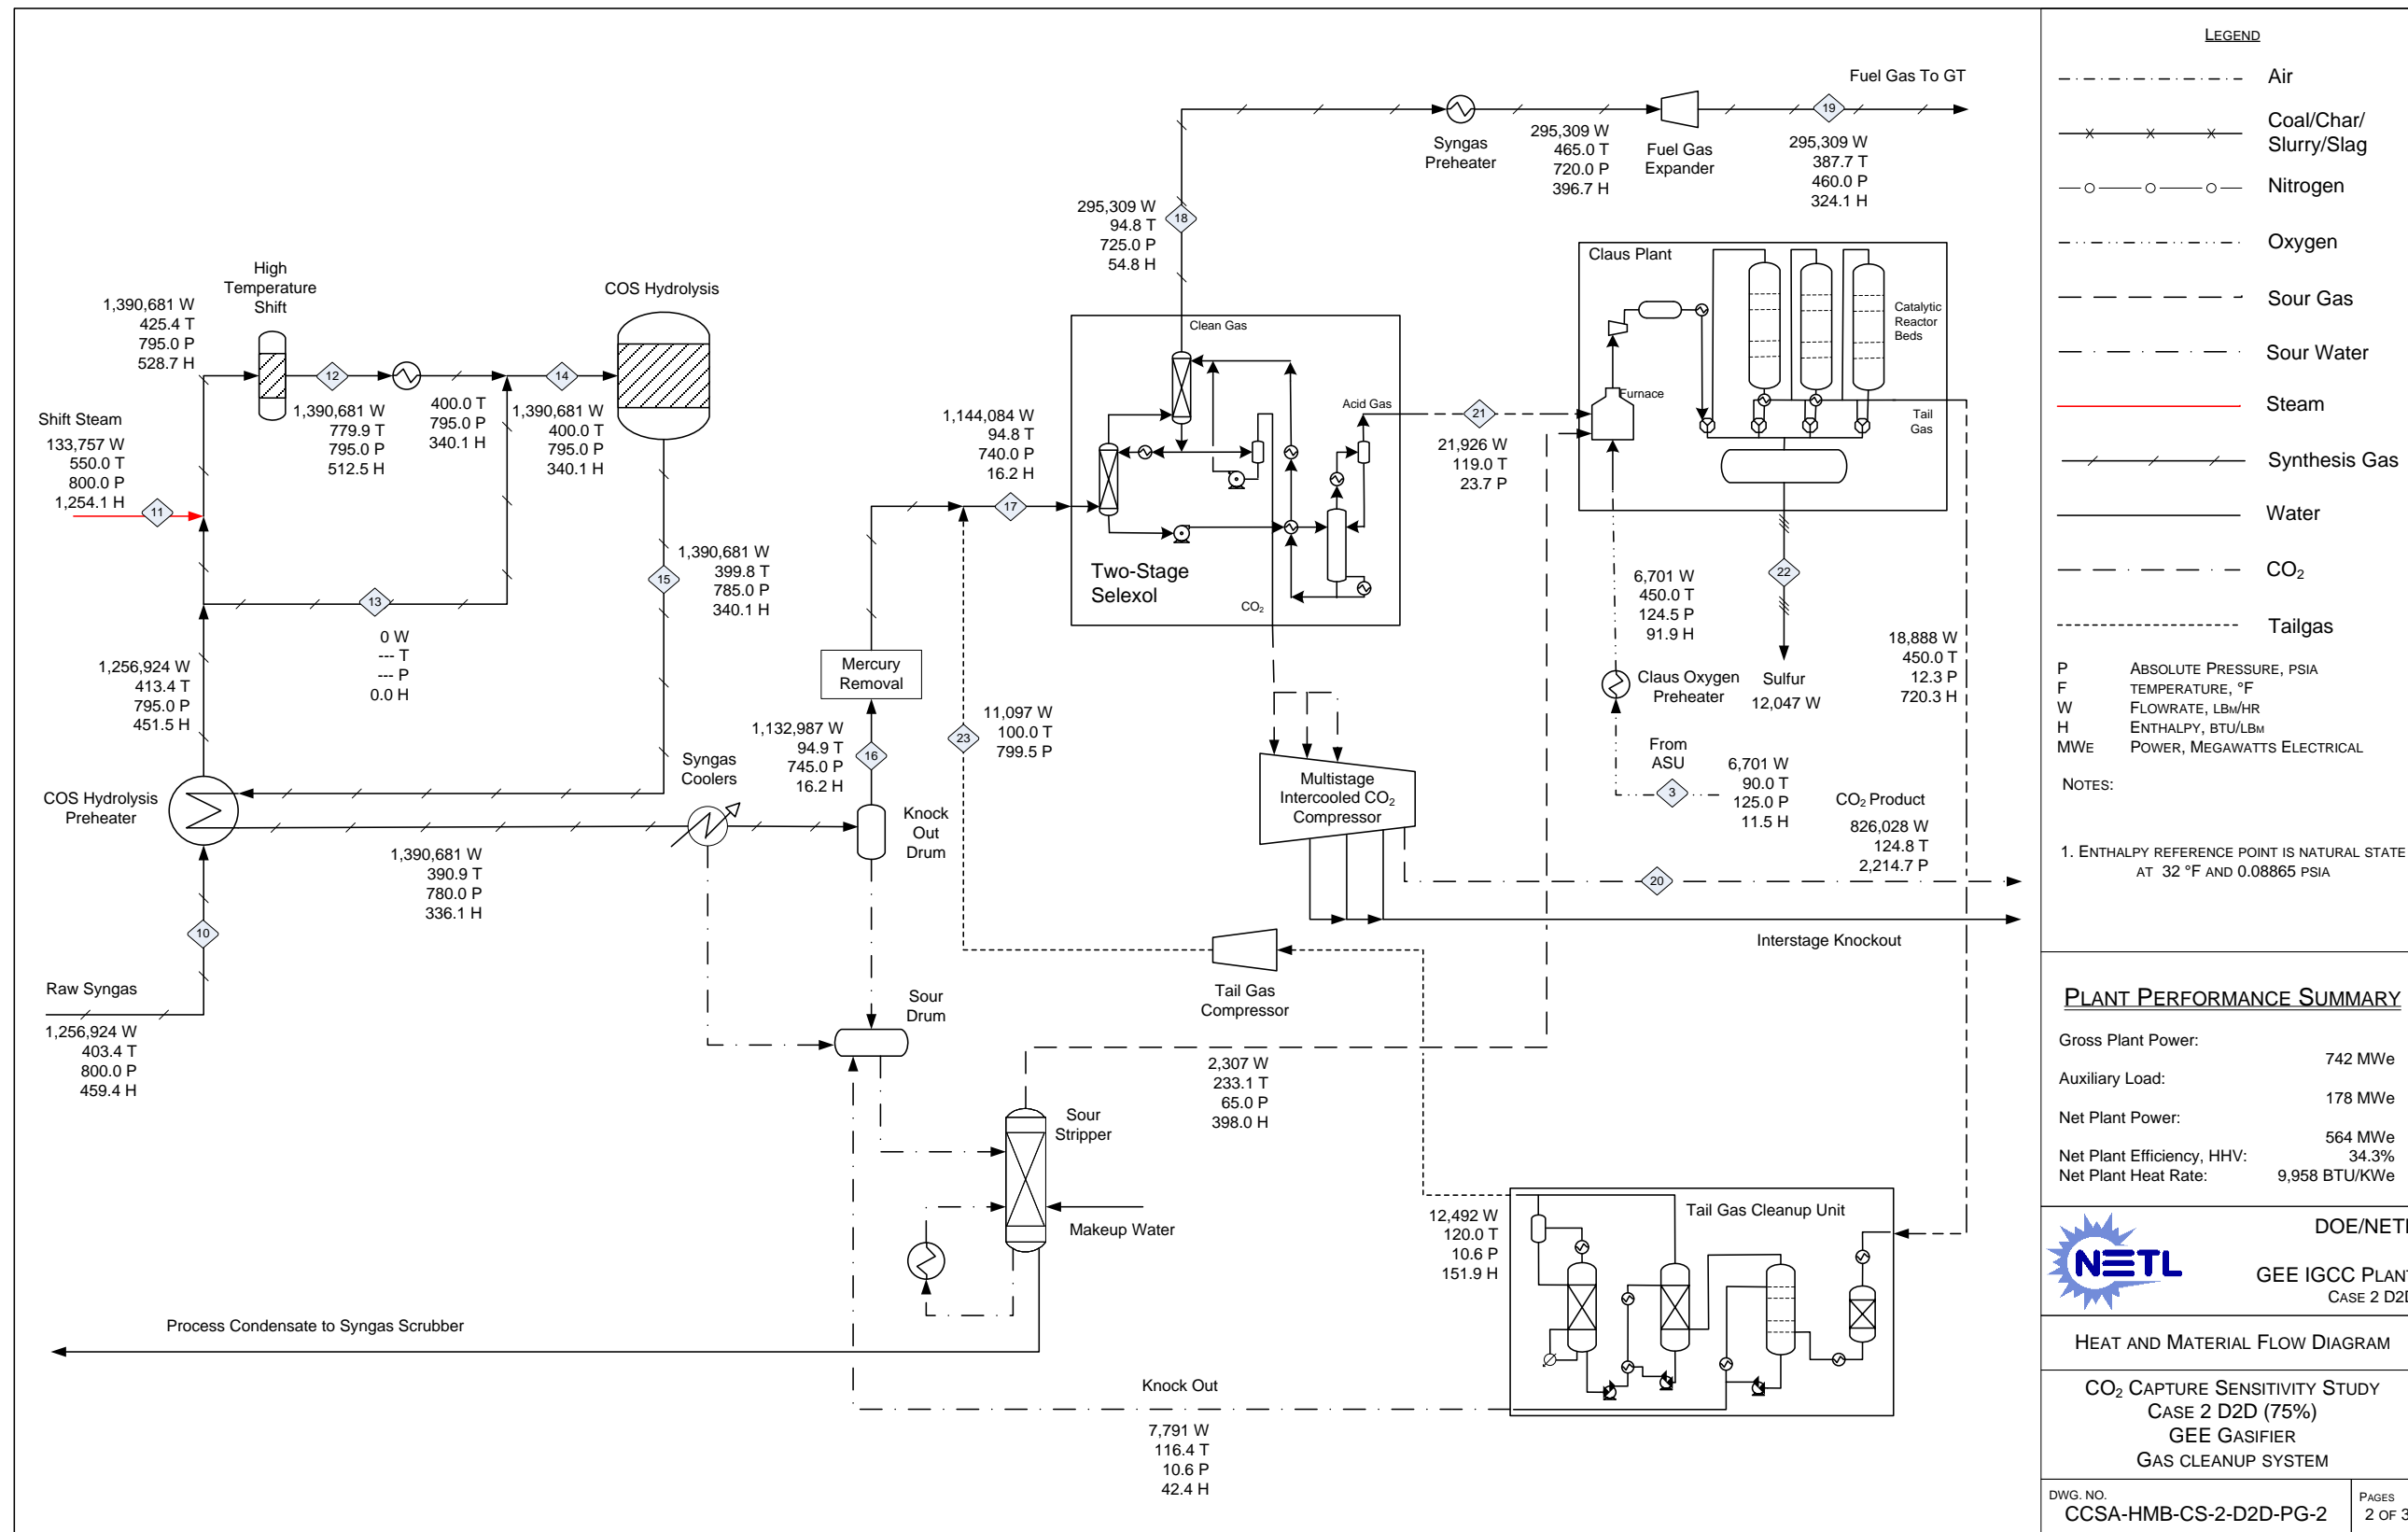 Fuel Gas To GT
19
Syngas
Preheater
295,309 W
465.0 T
720.0 P
396.7 H
Fuel Gas
Expander
295,309 W
387.7 T
460.0 P
324.1 H
295,309 W
94.8 T
725.0 P
54.8 H
18
High
Temperature
Shift
COS Hydrolysis
1,390,681 W
425.4 T
795.0 P
528.7 H
12
14
1,390,681 W
779.9 T
795.0 P
512.5 H
400.0 T
795.0 P
340.1 H
1,390,681 W
400.0 T
795.0 P
340.1 H
Shift Steam
133,757 W
550.0 T
800.0 P
1,254.1 H
11
13
0 W
--- T
--- P
0.0 H
1,390,681 W
399.8 T
785.0 P
340.1 H
15
1,256,924 W
413.4 T
795.0 P
451.5 H
COS Hydrolysis
Preheater
1,390,681 W
390.9 T
780.0 P
336.1 H
10
Raw Syngas
1,256,924 W
403.4 T
800.0 P
459.4 H
Syngas
Coolers
Mercury
Removal
1,132,987 W
94.9 T
745.0 P
16.2 H
16
Knock
Out
Drum
Sour
Drum
1,144,084 W
94.8 T
740.0 P
16.2 H
17
11,097 W
100.0 T
799.5 P
23
Clean Gas
Acid Gas
Two-Stage
Selexol
CO2
21
21,926 W
119.0 T
23.7 P
Claus Plant
Furnace
Catalytic
Reactor
Beds
Tail
Gas
6,701 W
450.0 T
124.5 P
91.9 H
22
Sulfur
12,047 W
18,888 W
450.0 T
12.3 P
720.3 H
Claus Oxygen
Preheater
From
ASU
3
6,701 W
90.0 T
125.0 P
11.5 H
Multistage
Intercooled CO2
Compressor
CO2 Product
826,028 W
124.8 T
2,214.7 P
20
Interstage Knockout
Tail Gas
Compressor
2,307 W
233.1 T
65.0 P
398.0 H
Sour
Stripper
Makeup Water
Process Condensate to Syngas Scrubber
12,492 W
120.0 T
10.6 P
151.9 H
Tail Gas Cleanup Unit
Knock Out
7,791 W
116.4 T
10.6 P
42.4 H
LEGEND
Air
Coal/Char/
Slurry/Slag
Nitrogen
Oxygen
Sour Gas
Sour Water
Steam
Synthesis Gas
Water
CO2
Tailgas
P ABSOLUTE PRESSURE, PSIA
F TEMPERATURE, °F
W FLOWRATE, LBM/HR
H ENTHALPY, BTU/LBM
MWE POWER, MEGAWATTS ELECTRICAL
NOTES:
1. ENTHALPY REFERENCE POINT IS NATURAL STATE
AT 32 °F AND 0.08865 PSIA
PLANT PERFORMANCE SUMMARY
Gross Plant Power:
742 MWe
Auxiliary Load:
178 MWe
Net Plant Power:
564 MWe
Net Plant Efficiency, HHV: 34.3%
Net Plant Heat Rate: 9,958 BTU/KWe
NETL
DOE/NET
GEE IGCC PLAN
CASE 2 D2
HEAT AND MATERIAL FLOW DIAGRAM
CO2 CAPTURE SENSITIVITY STUDY
CASE 2 D2D (75%)
GEE GASIFIER
GAS CLEANUP SYSTEM
DWG. NO.
CCSA-HMB-CS-2-D2D-PG-2
PAGES
2 OF 3